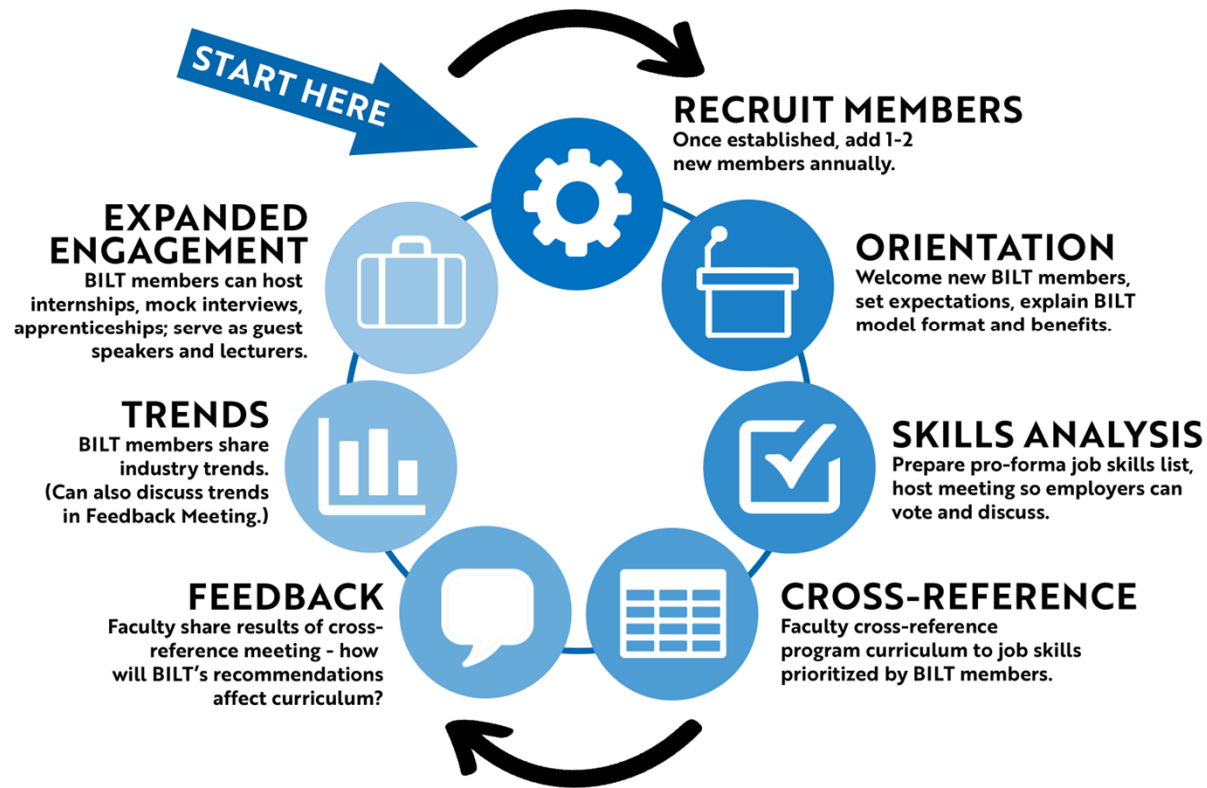 START HERE
RECRUIT MEMBERS
Once established, add 1-2
new members annually.
ORIENTATION
Welcome new BILT members,
set expectations, explain BILT
model format and benefits.
SKILLS ANALYSIS
Prepare pro-forma job skills list,
host meeting so employers can
vote and discuss.
CROSS-REFERENCE
Faculty cross-reference
program curriculum to job skills
prioritized by BILT members.
FEEDBACK
Faculty share results of cross-
reference meeting - how
will BILT’s recommendations
affect curriculum?
TRENDS
BILT members share
industry trends.
(Can also discuss trends
in Feedback Meeting.)
EXPANDED
ENGAGEMENT
BILT members can host
internships, mock interviews,
apprenticeships; serve as guest
speakers and lecturers.